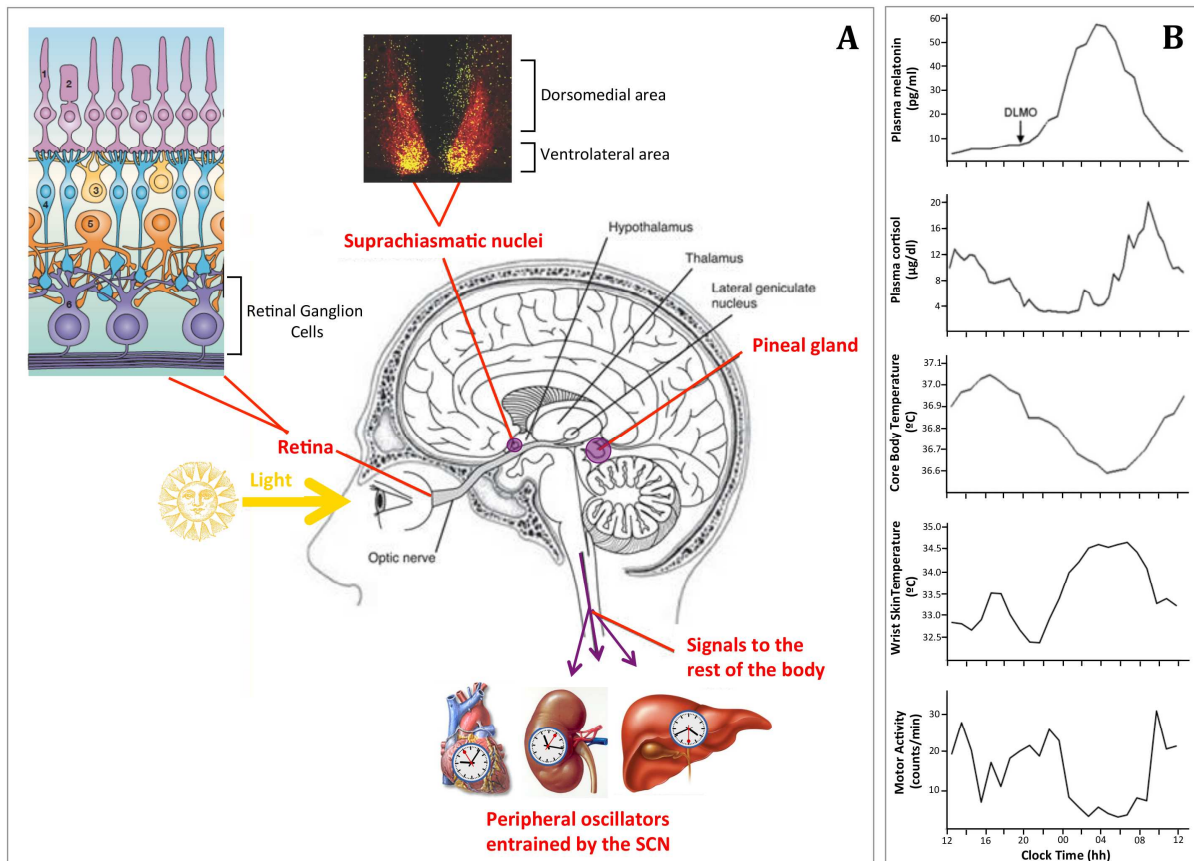 A
1
2
3
4
5
6
Retinal Ganglion
Cells
Dorsomedial area
Ventrolateral area
Suprachiasmatic nuclei
Hypothalamus
Thalamus
Lateral geniculate
nucleus
Pineal gland
Retina
Light
Optic nerve
Signals to the
rest of the body
Peripheral oscillators
entrained by the SCN
B
Plasma melatonin
(pg/ml)
60
50
40
30
20
10
DLMO
Plasma cortisol
(µg/dl)
20
16
12
8
4
Core Body Temperature
(ºC)
37.1
37.0
36.9
36.8
36.7
36.6
Wrist SkinTemperature
(ºC)
35.0
34.5
34.0
33.5
33.0
32.5
Motor Activity
(counts/min)
30
20
10
12 16 20 00 04 08 12
Clock Time (hh)